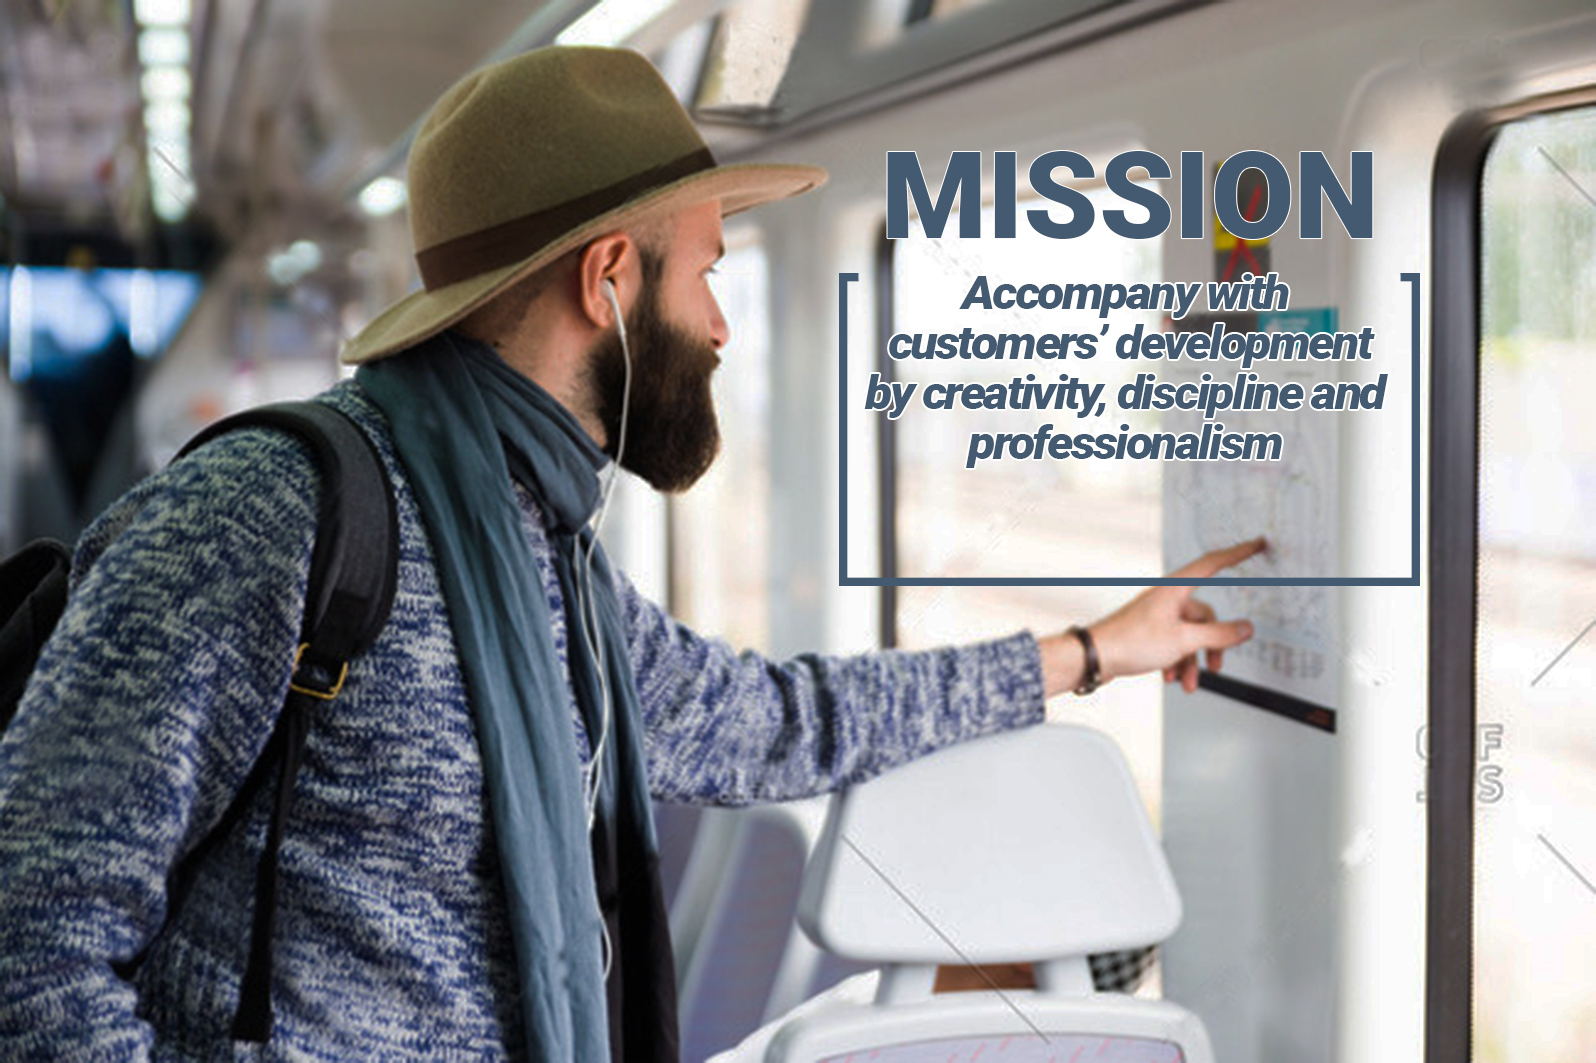 MISSION
Accompany with
customers’ development
by creativity, discipline and
professionalism